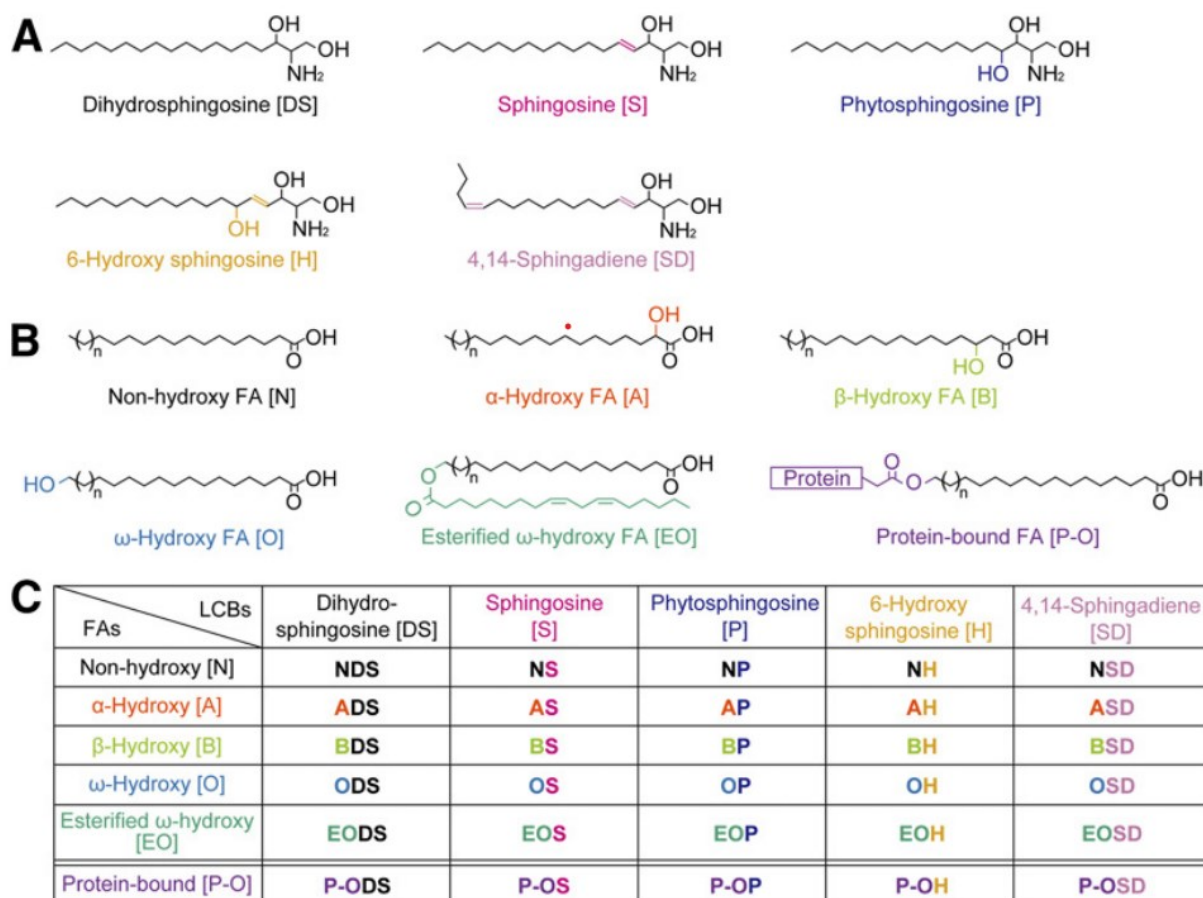 A
OH
OH
NH₂
Dihydrosphingosine [DS]
OH
OH
NH₂
Sphingosine [S]
OH
OH
HO
NH₂
Phytosphingosine [P]
OH
OH
OH
NH₂
6-Hydroxy sphingosine [H]
OH
OH
NH₂
4,14-Sphingadiene [SD]
B
n
OH
O
Non-hydroxy FA [N]
OH
n
OH
O
α-Hydroxy FA [A]
n
OH
HO
O
β-Hydroxy FA [B]
HO
n
OH
O
ω-Hydroxy FA [O]
O
n
OH
O
O
Esterified ω-hydroxy FA [EO]
Protein
O
O
n
OH
O
Protein-bound FA [P-O]
C
LCBs
FAs
Dihydro-
sphingosine [DS]
Sphingosine
[S]
Phytosphingosine
[P]
6-Hydroxy
sphingosine [H]
4,14-Sphingadiene
[SD]
Non-hydroxy [N] NDS NS NP NH NSD
α-Hydroxy [A] ADS AS AP AH ASD
β-Hydroxy [B] BDS BS BP BH BSD
ω-Hydroxy [O] ODS OS OP OH OSD
Esterified ω-hydroxy
[EO] EODS EOS EOP EOH EOSD
Protein-bound [P-O] P-ODS P-OS P-OP P-OH P-OSD